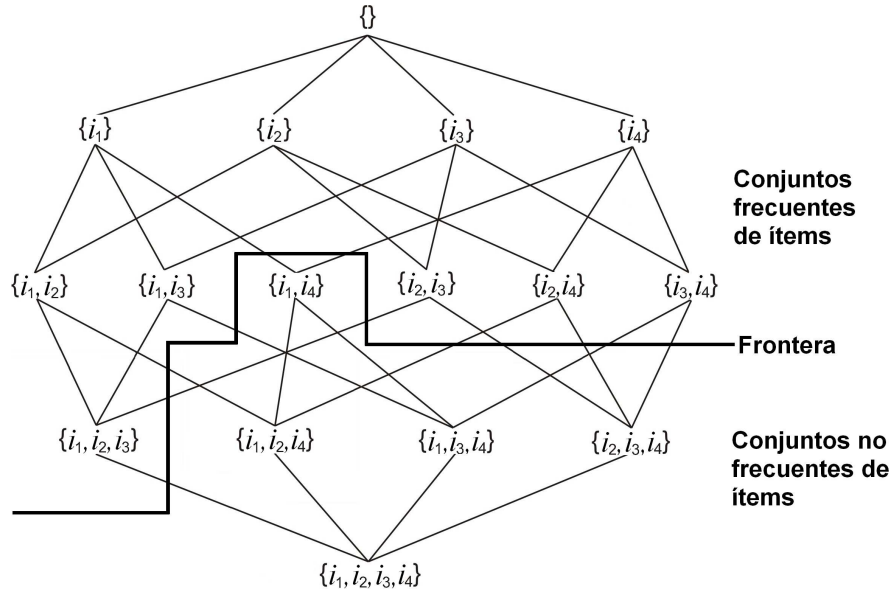 {}
{i₁} {i₂} {i₃} {i₄}
Conjuntos
frecuentes
de ítems
{i₁,i₂} {i₁,i₃} {i₁,i₄} {i₂,i₃} {i₂,i₄} {i₃,i₄}
Frontera
{i₁,i₂,i₃} {i₁,i₂,i₄} {i₁,i₃,i₄} {i₂,i₃,i₄}
Conjuntos no
frecuentes de
ítems
{i₁,i₂,i₃,i₄}